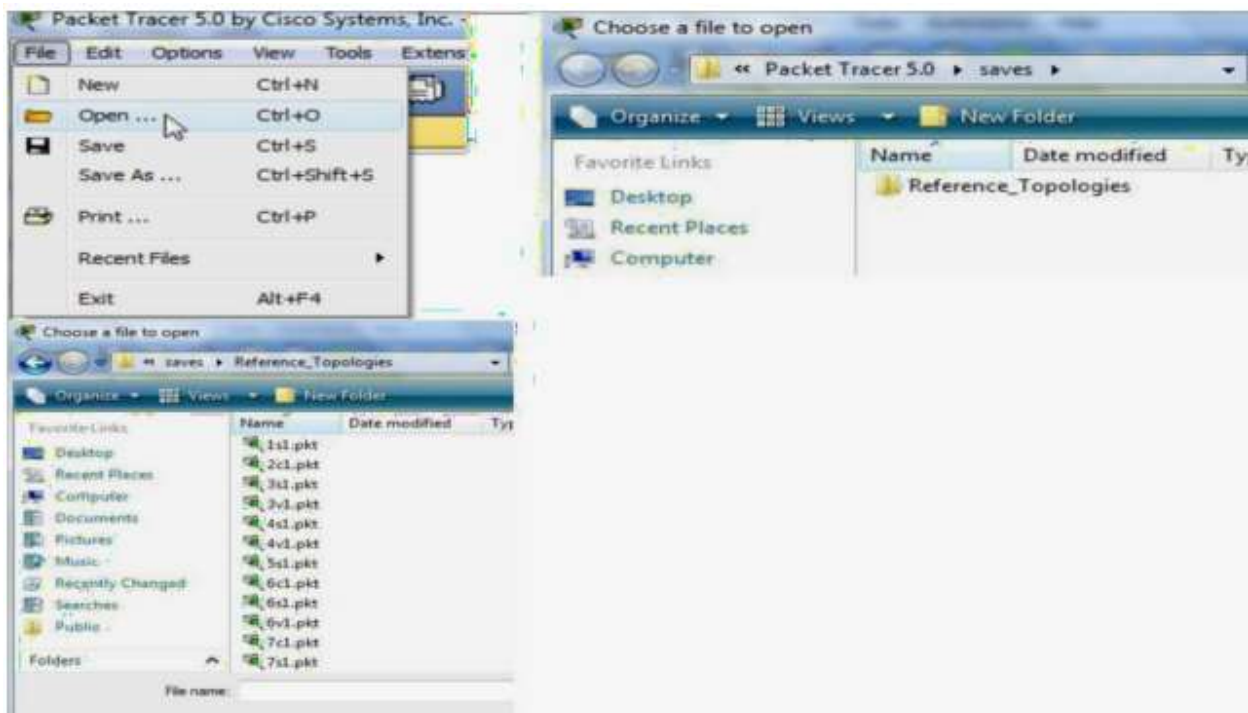 Packet Tracer 5.0 by Cisco Systems, Inc. -
File Edit Options View Tools Extens
New Ctrl+N
Open ... Ctrl+O
Save Ctrl+S
Save As ... Ctrl+Shift+S
Print ... Ctrl+P
Recent Files
Exit Alt+F4
Choose a file to open
« Packet Tracer 5.0 ▸ saves ▸
Organize Views New Folder
Favorite Links
Name Date modified Ty
Desktop
Reference_Topologies
Recent Places
Computer
Choose a file to open
« saves ▸ Reference_Topologies
Organize Views New Folder
Favorite Links
Name Date modified Typ
Desktop
Recent Places
Computer
Documents
Pictures
Music
Recently Changed
Searches
Public
Folders
1s1.pkt
2c1.pkt
3s1.pkt
3v1.pkt
4s1.pkt
4v1.pkt
5s1.pkt
6c1.pkt
6s1.pkt
6v1.pkt
7c1.pkt
7s1.pkt
File name: